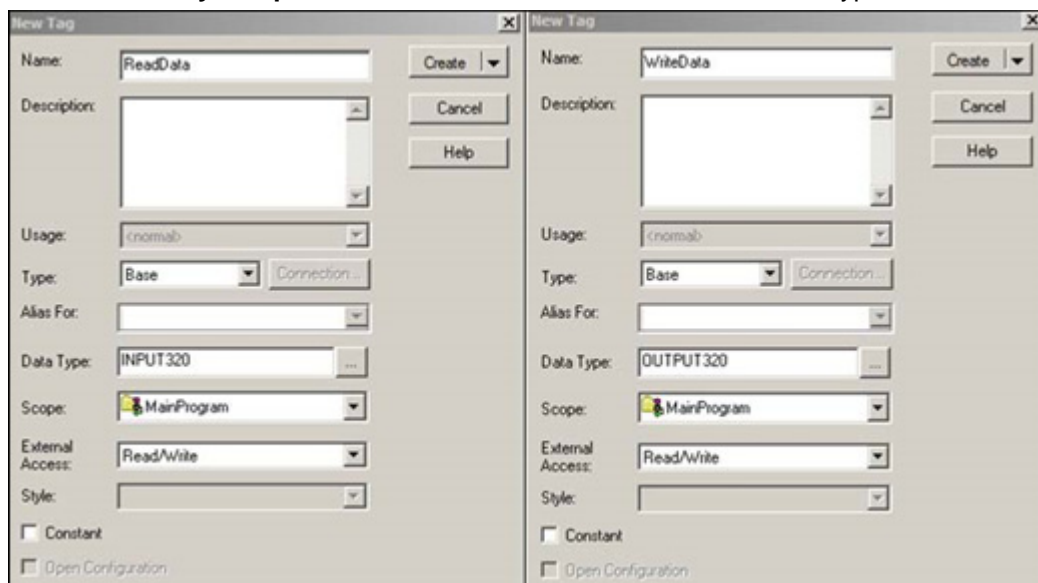 New Tag
Name:
ReadData
Create
Description:
Cancel
Help
Usage:
<normal>
Type:
Base
Connection...
Alias For:
Data Type:
INPUT320
...
Scope:
MainProgram
External
Access:
Read/Write
Style:
Constant
Open Configuration
New Tag
Name:
WriteData
Create
Description:
Cancel
Help
Usage:
<normal>
Type:
Base
Connection...
Alias For:
Data Type:
OUTPUT320
...
Scope:
MainProgram
External
Access:
Read/Write
Style:
Constant
Open Configuration